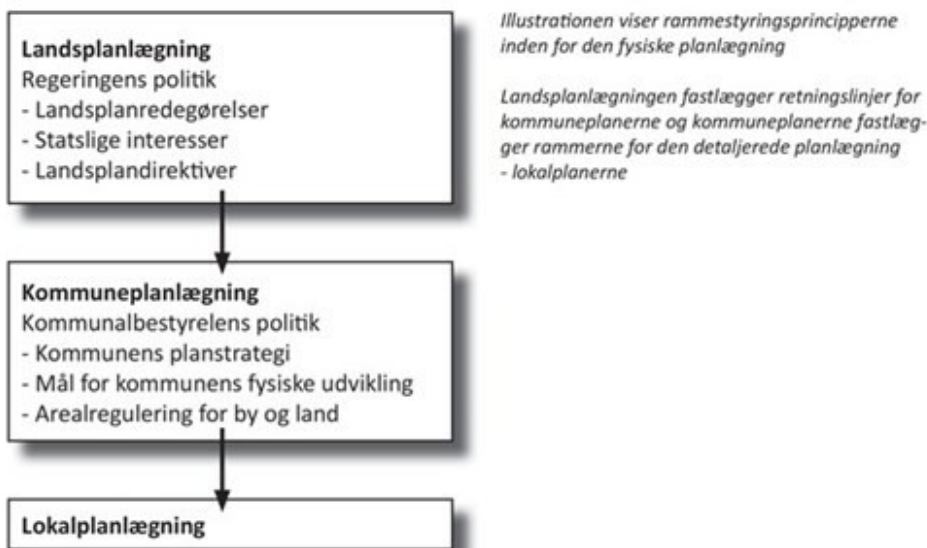 Landsplanlægning
Regeringens politik
- Landsplanredegørelser
- Statslige interesser
- Landsplandirektiver
Illustrationen viser rammestyringsprincipperne
inden for den fysiske planlægning
Landsplanlægningen fastlægger retningslinjer for
kommuneplanerne og kommuneplanerne fastlæg-
ger rammerne for den detaljerede planlægning
- lokalplanerne
Kommuneplanlægning
Kommunalbestyrelens politik
- Kommunens planstrategi
- Mål for kommunens fysiske udvikling
- Arealregulering for by og land
Lokalplanlægning